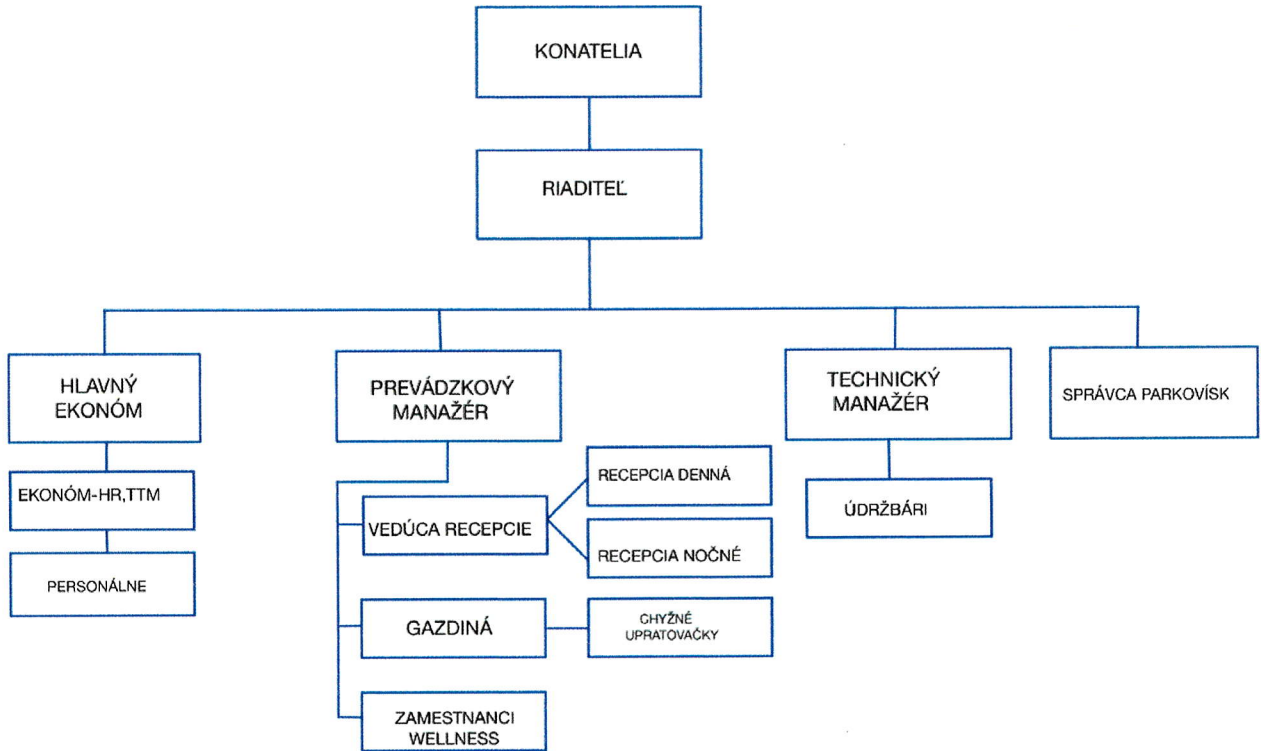 KONATELIA
RIADITEĽ
HLAVNÝ
EKONÓM
PREVÁDZKOVÝ
MANAŽÉR
TECHNICKÝ
MANAŽÉR
SPRÁVCA PARKOVÍSK
EKONÓM-HR,TTM
PERSONÁLNE
VEDÚCA RECEPCIE
RECEPCIA DENNÁ
RECEPCIA NOČNÉ
GAZDINÁ
CHYŽNÉ
UPRATOVAČKY
ZAMESTNANCI
WELLNESS
ÚDRŽBÁRI